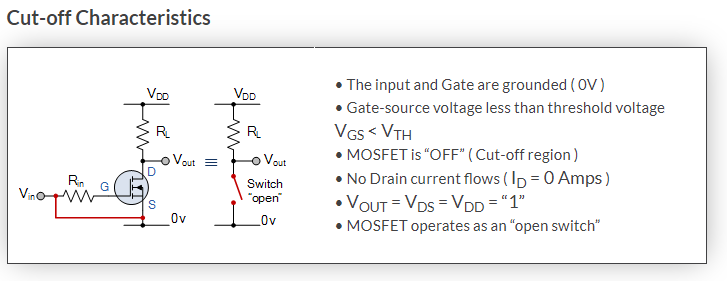 Cut-off Characteristics
VDD
VDD
RL
RL
Vout
≡
Vout
D
Rin
G
Vin
S
Switch
"open"
0v
0v
• The input and Gate are grounded ( 0V )
• Gate-source voltage less than threshold voltage
VGS < VTH
• MOSFET is “OFF” ( Cut-off region )
• No Drain current flows ( ID = 0 Amps )
• VOUT = VDS = VDD = “1”
• MOSFET operates as an “open switch”